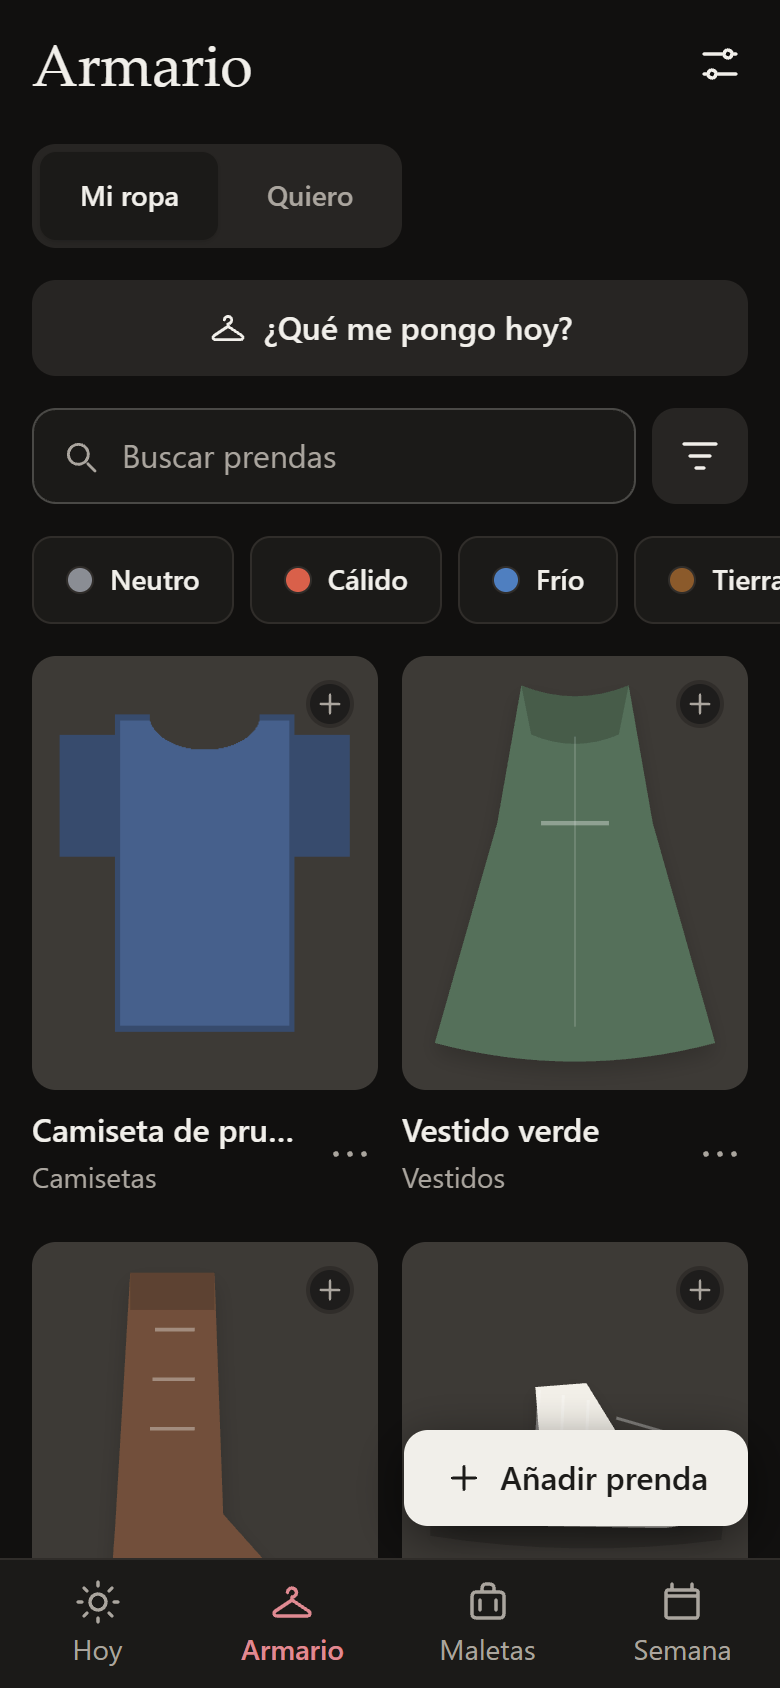 Armario
Mi ropa
Quiero
¿Qué me pongo hoy?
Buscar prendas
Neutro
Cálido
Frío
Tierra
Camiseta de pru...
Vestido verde
Camisetas
Vestidos
Añadir prenda
Hoy
Armario
Maletas
Semana